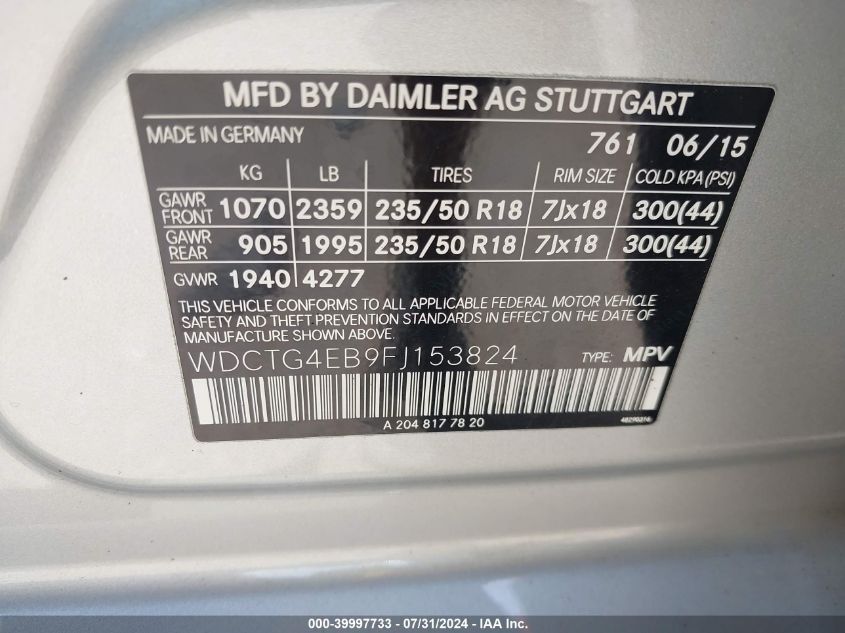 MFD BY DAIMLER AG STUTTGART
MADE IN GERMANY 761 06/15
KG LB TIRES RIM SIZE COLD KPA (PSI)
GAWR FRONT 1070 2359 235/50 R18 7Jx18 300(44)
GAWR REAR 905 1995 235/50 R18 7Jx18 300(44)
GVWR 1940 4277
THIS VEHICLE CONFORMS TO ALL APPLICABLE FEDERAL MOTOR VEHICLE
SAFETY AND THEFT PREVENTION STANDARDS IN EFFECT ON THE DATE OF
MANUFACTURE SHOWN ABOVE.
WDCTG4EB9FJ153824 TYPE: MPV
A 204 817 78 20
000-39997733 - 07/31/2024 - IAA Inc.